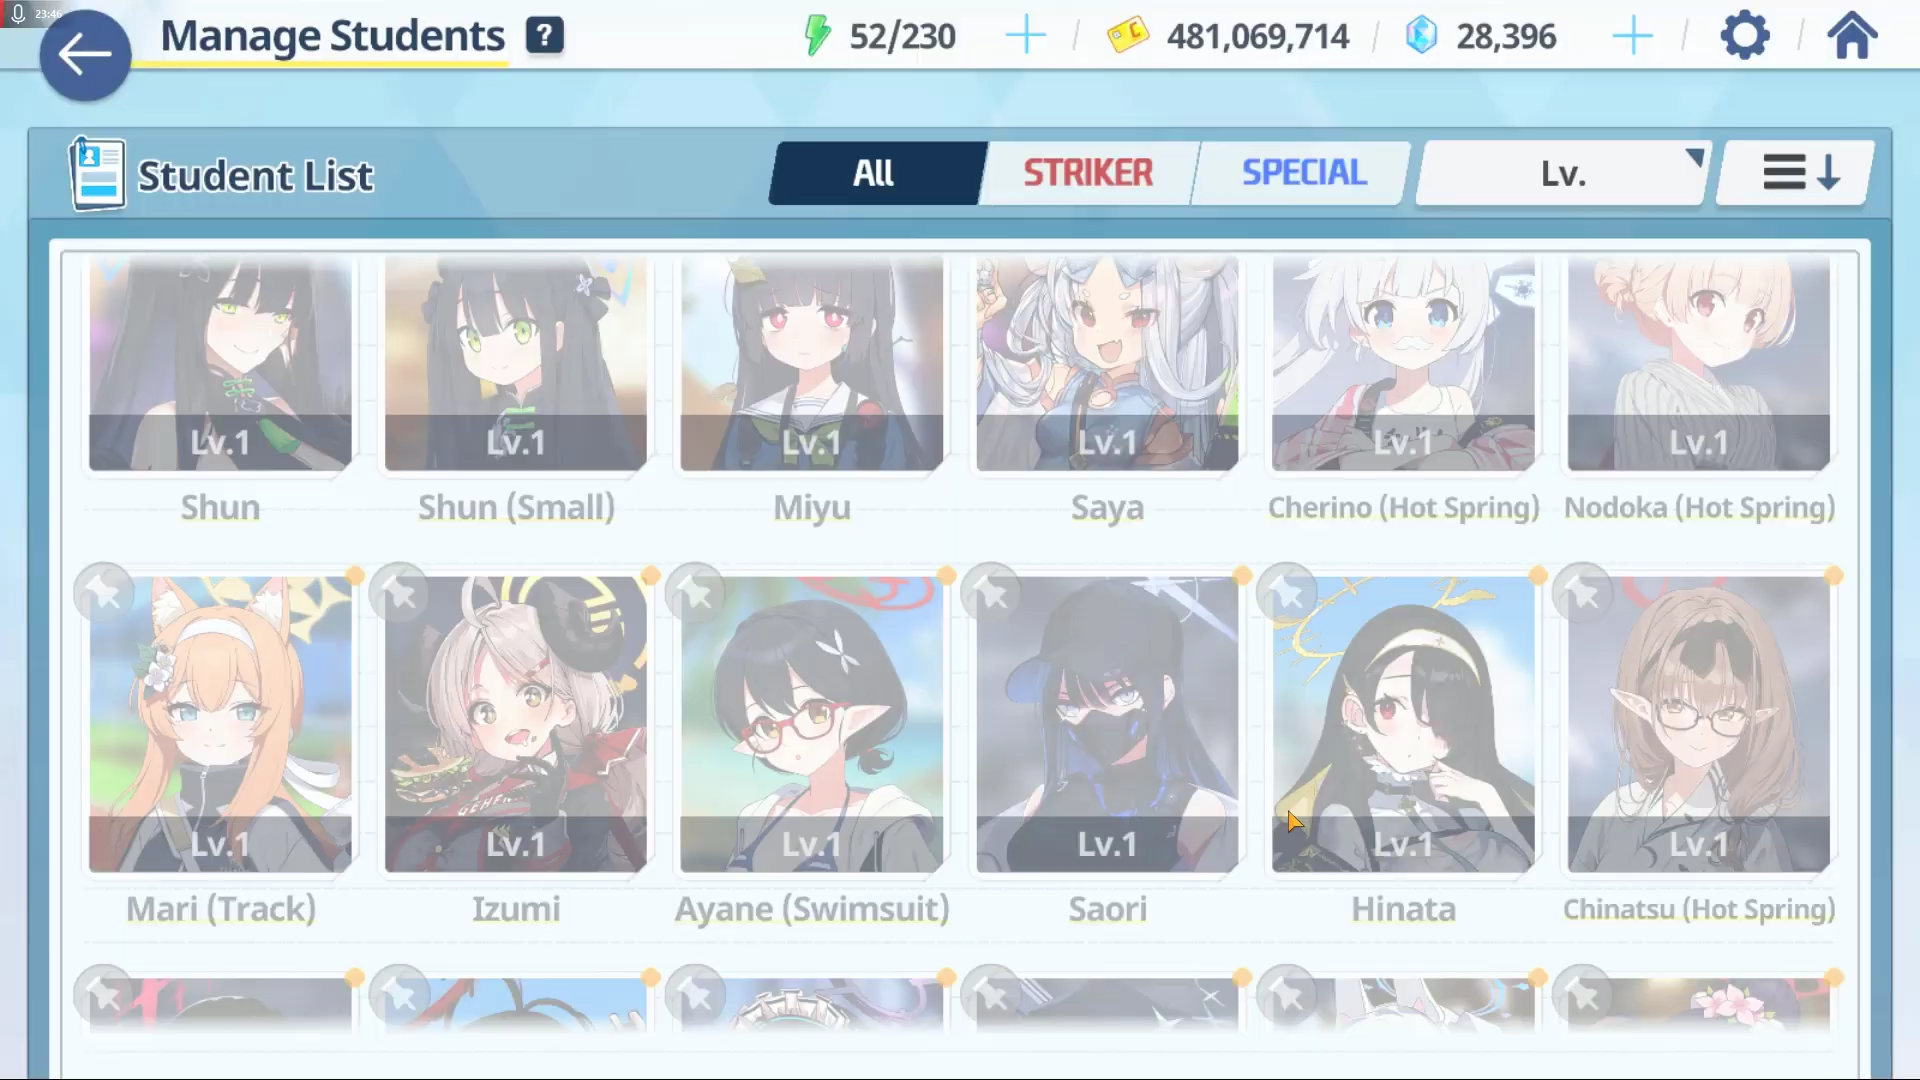 23:46
Manage Students ?
52/230
481,069,714
28,396
Student List
All
STRIKER
SPECIAL
Lv.
Lv.1
Lv.1
Lv.1
Lv.1
Lv.1
Lv.1
Shun
Shun (Small)
Miyu
Saya
Cherino (Hot Spring)
Nodoka (Hot Spring)
Lv.1
Lv.1
Lv.1
Lv.1
Lv.1
Lv.1
Mari (Track)
Izumi
Ayane (Swimsuit)
Saori
Hinata
Chinatsu (Hot Spring)